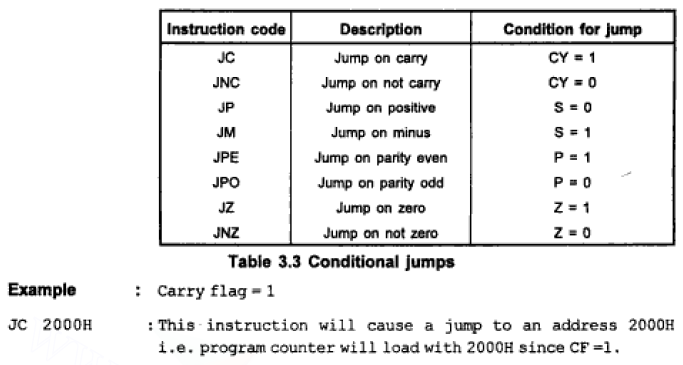 Instruction code Description Condition for jump
JC Jump on carry CY = 1
JNC Jump on not carry CY = 0
JP Jump on positive S = 0
JM Jump on minus S = 1
JPE Jump on parity even P = 1
JPO Jump on parity odd P = 0
JZ Jump on zero Z = 1
JNZ Jump on not zero Z = 0
Table 3.3 Conditional jumps
Example : Carry flag = 1
JC 2000H : This instruction will cause a jump to an address 2000H
i.e. program counter will load with 2000H since CF =1.